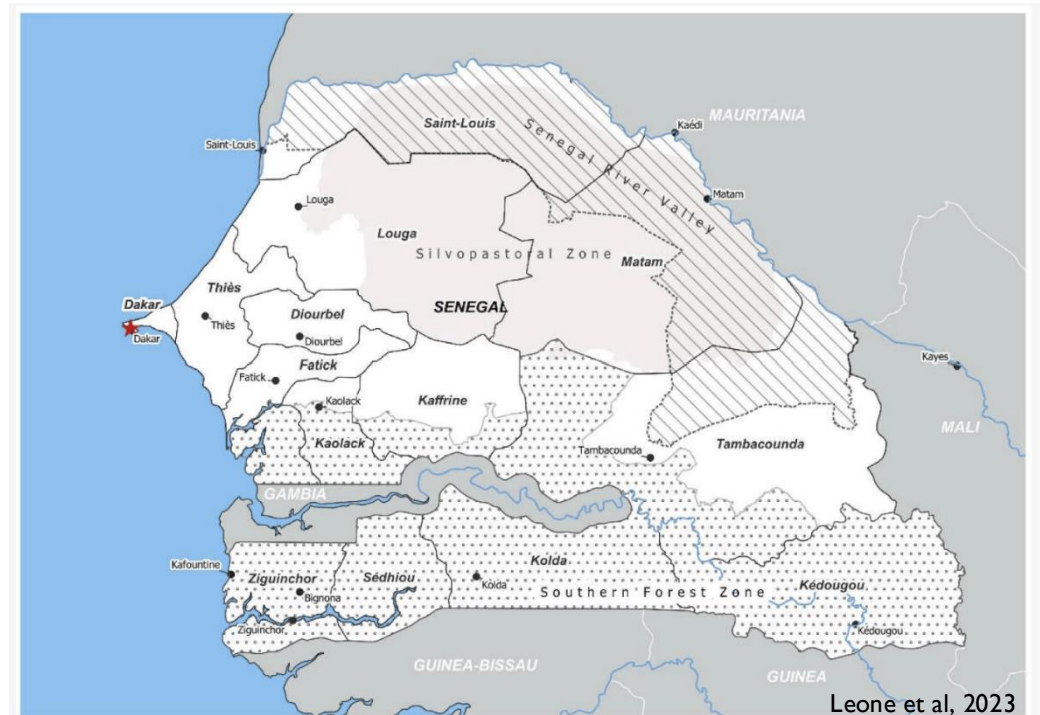 MAURITANIA
Kaédi
Saint-Louis
Senegal River Valley
Saint-Louis
Matam
Louga
Louga
Silvopastoral Zone
Matam
Thiès
Dakar
SENEGAL
Diourbel
Thiès
Dakar
Diourbel
Kayes
Fatick
Fatick
Kaffrine
Kaolack
MALI
Kaolack
Tambacounda
Tambacounda
GAMBIA
Kolda
Kafountine
Ziguinchor
Sédhiou
Kolda
Kédougou
Bignona
Southern Forest Zone
Ziguinchor
Kédougou
GUINEA-BISSAU
GUINEA
Leone et al, 2023